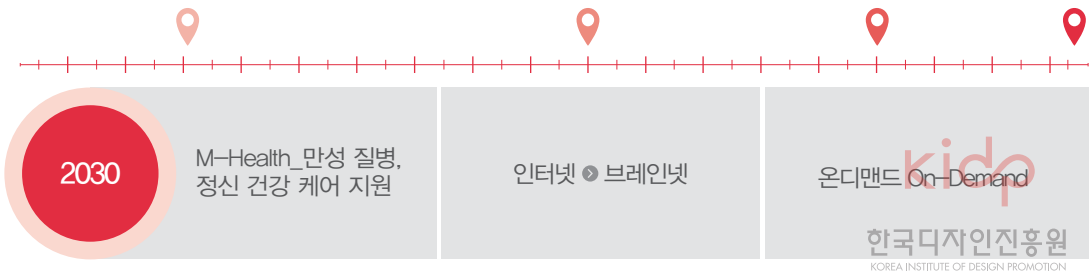 2030
M-Health_만성 질병,
정신 건강 케어 지원
인터넷 > 브레인넷
온디맨드 On-Demand
kidp
한국디자인진흥원
KOREA INSTITUTE OF DESIGN PROMOTION